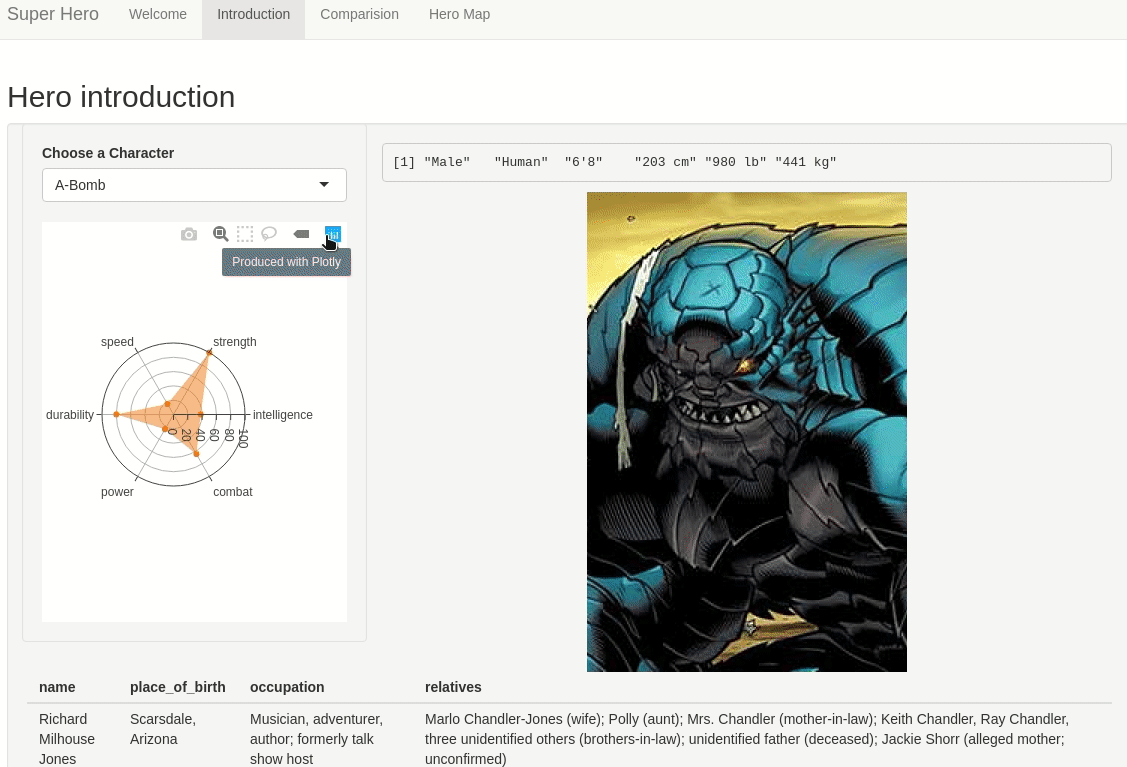 Super Hero Welcome Introduction Comparision Hero Map
Hero introduction
Choose a Character
A-Bomb
[1] "Male"   "Human"  "6'8"    "203 cm" "980 lb" "441 kg"
Produced with Plotly
speed strength
durability intelligence
0 20 40 60 80 100
power combat
name place_of_birth occupation relatives
Richard Scarsdale, Musician, adventurer, Marlo Chandler-Jones (wife); Polly (aunt); Mrs. Chandler (mother-in-law); Keith Chandler, Ray Chandler,
Milhouse Arizona author; formerly talk three unidentified others (brothers-in-law); unidentified father (deceased); Jackie Shorr (alleged mother;
Jones show host unconfirmed)